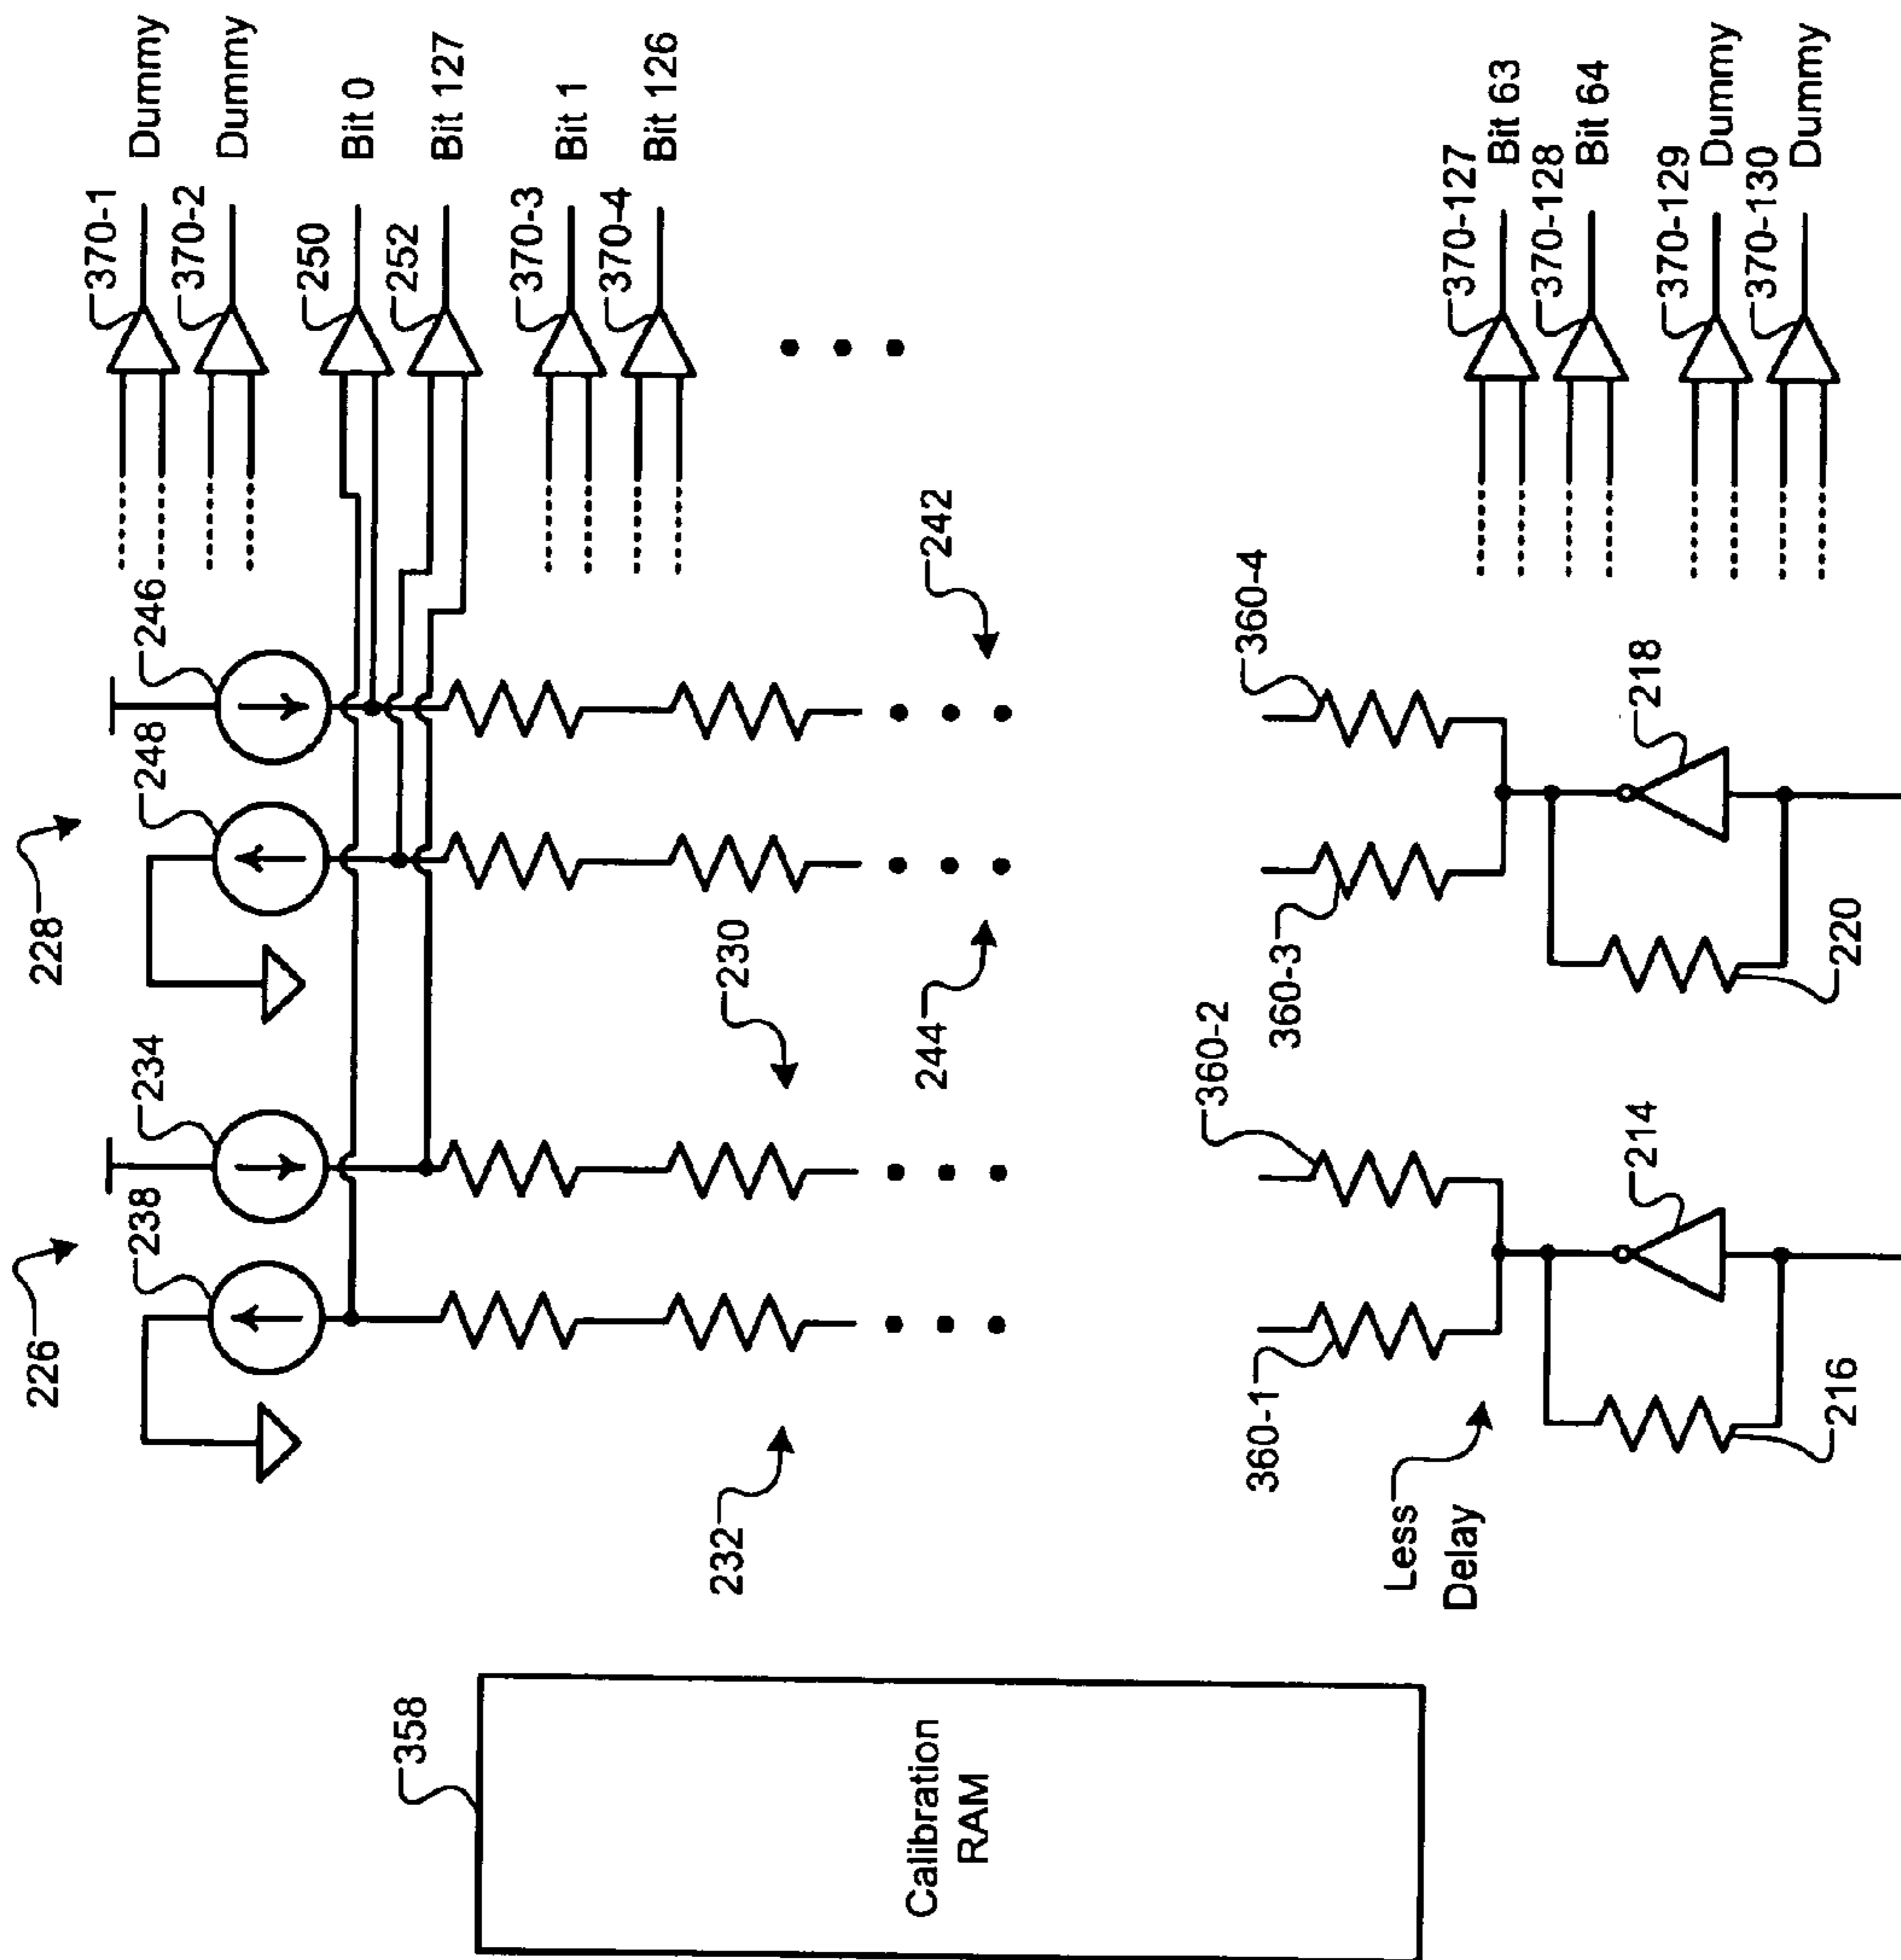 226
228
238
234
248
246
370-1
Dummy
370-2
Dummy
250
Bit 0
252
Bit 127
370-3
Bit 1
370-4
Bit 126
232
230
244
242
358
Calibration
RAM
360-1
360-2
360-3
360-4
Less
Delay
216
214
220
218
370-127
Bit 63
370-128
Bit 64
370-129
Dummy
370-130
Dummy